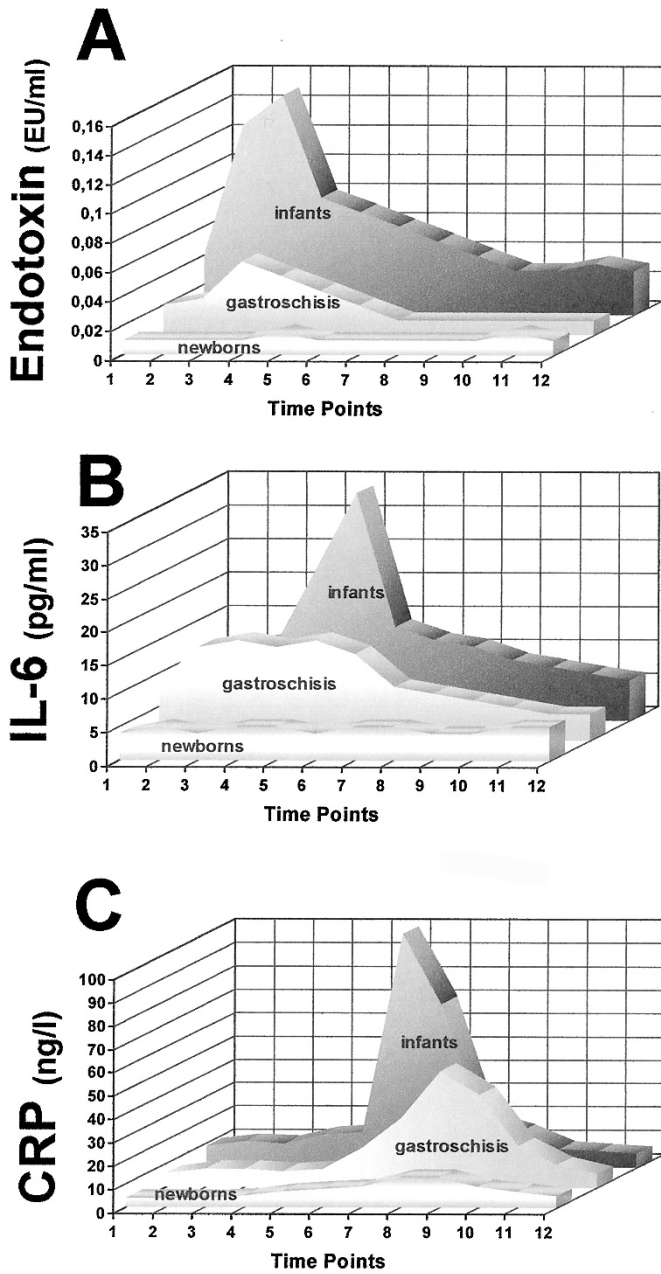 A
Endotoxin (EU/ml)
0,16
0,14
0,12
0,1
0,08
0,06
0,04
0,02
0
infants
gastroschisis
newborns
1 2 3 4 5 6 7 8 9 10 11 12
Time Points
B
IL-6 (pg/ml)
35
30
25
20
15
10
5
0
infants
gastroschisis
newborns
1 2 3 4 5 6 7 8 9 10 11 12
Time Points
C
CRP (ng/l)
100
90
80
70
60
50
40
30
20
10
0
infants
gastroschisis
newborns
1 2 3 4 5 6 7 8 9 10 11 12
Time Points